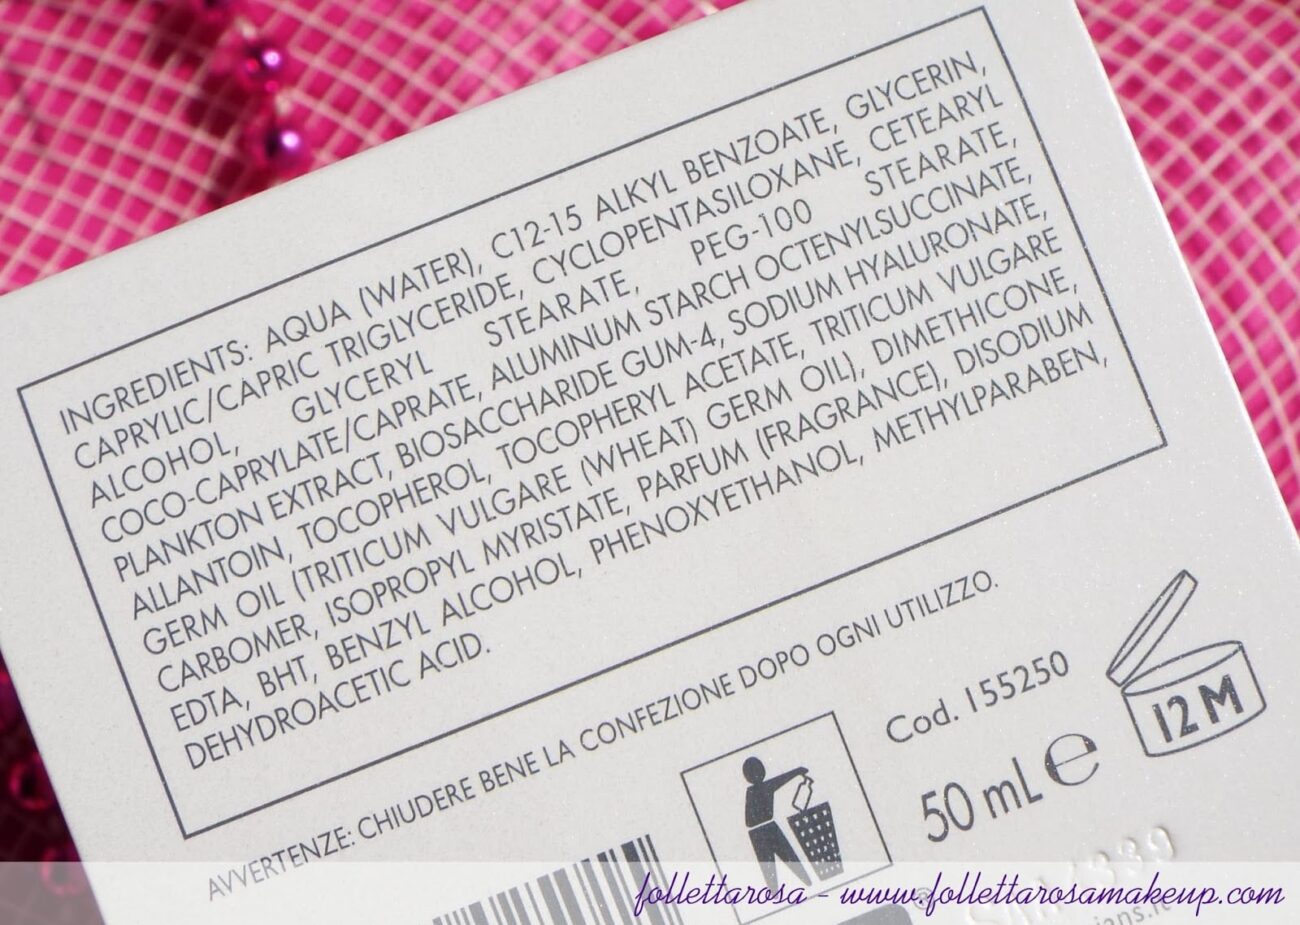 INGREDIENTS: AQUA (WATER), C12-15 ALKYL BENZOATE, GLYCERIN,
CAPRYLIC/CAPRIC TRIGLYCERIDE, CYCLOPENTASILOXANE, CETEARYL
ALCOHOL, GLYCERYL STEARATE, PEG-100 STEARATE,
COCO-CAPRYLATE/CAPRATE, ALUMINUM STARCH OCTENYLSUCCINATE,
PLANKTON EXTRACT, BIOSACCHARIDE GUM-4, SODIUM HYALURONATE,
ALLANTOIN, TOCOPHEROL, TOCOPHERYL ACETATE, TRITICUM VULGARE
GERM OIL (TRITICUM VULGARE (WHEAT) GERM OIL), DIMETHICONE,
CARBOMER, ISOPROPYL MYRISTATE, PARFUM (FRAGRANCE), DISODIUM
EDTA, BHT, BENZYL ALCOHOL, PHENOXYETHANOL, METHYLPARABEN,
DEHYDROACETIC ACID.
AVVERTENZE: CHIUDERE BENE LA CONFEZIONE DOPO OGNI UTILIZZO.
Cod. 155250
12 M
50 mL ℮
follettarosa - www.follettarosamakeup.com